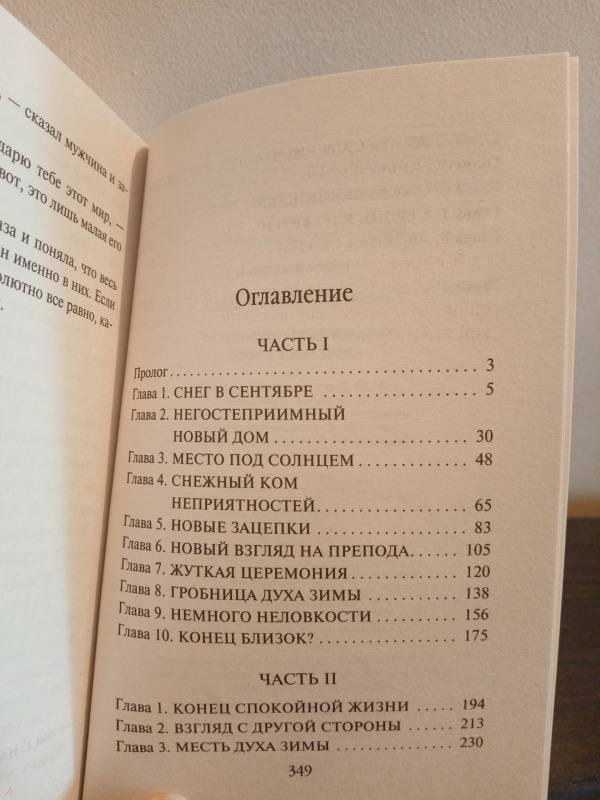 , — сказал мужчина и за-
дарю тебе этот мир, —
вот, это лишь малая его
за и поняла, что весь
н именно в них. Если
олютно все равно, ка-
Оглавление
ЧАСТЬ I
Пролог . . . . . . . . . . . . . . . . . . . . . . . . . . . . . . . . . . . 3
Глава 1. СНЕГ В СЕНТЯБРЕ . . . . . . . . . . . . . . . . . 5
Глава 2. НЕГОСТЕПРИИМНЫЙ
НОВЫЙ ДОМ . . . . . . . . . . . . . . . . . . . . . 30
Глава 3. МЕСТО ПОД СОЛНЦЕМ . . . . . . . . . . . . . 48
Глава 4. СНЕЖНЫЙ КОМ
НЕПРИЯТНОСТЕЙ . . . . . . . . . . . . . . . . . 65
Глава 5. НОВЫЕ ЗАЦЕПКИ . . . . . . . . . . . . . . . . . 83
Глава 6. НОВЫЙ ВЗГЛЯД НА ПРЕПОДА . . . . . . 105
Глава 7. ЖУТКАЯ ЦЕРЕМОНИЯ . . . . . . . . . . . . . 120
Глава 8. ГРОБНИЦА ДУХА ЗИМЫ . . . . . . . . . . . . 138
Глава 9. НЕМНОГО НЕЛОВКОСТИ . . . . . . . . . . . 156
Глава 10. КОНЕЦ БЛИЗОК? . . . . . . . . . . . . . . . . . 175
ЧАСТЬ II
Глава 1. КОНЕЦ СПОКОЙНОЙ ЖИЗНИ . . . . . 194
Глава 2. ВЗГЛЯД С ДРУГОЙ СТОРОНЫ . . . . . . 213
Глава 3. МЕСТЬ ДУХА ЗИМЫ . . . . . . . . . . . . . . 230
349